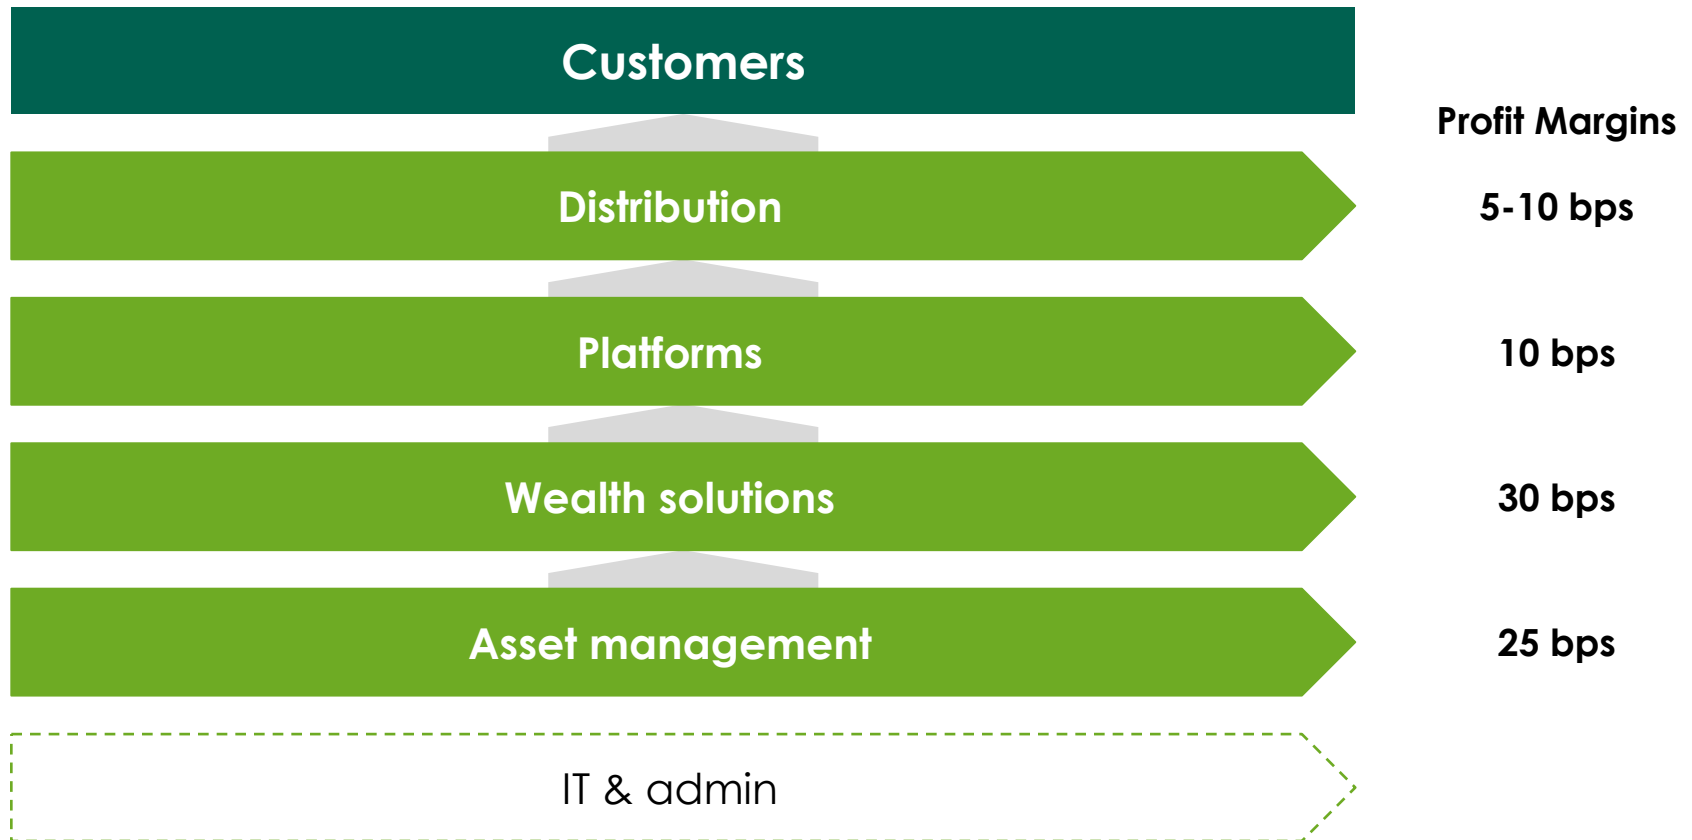 Customers
Profit Margins
Distribution
5-10 bps
Platforms
10 bps
Wealth solutions
30 bps
Asset management
25 bps
IT & admin